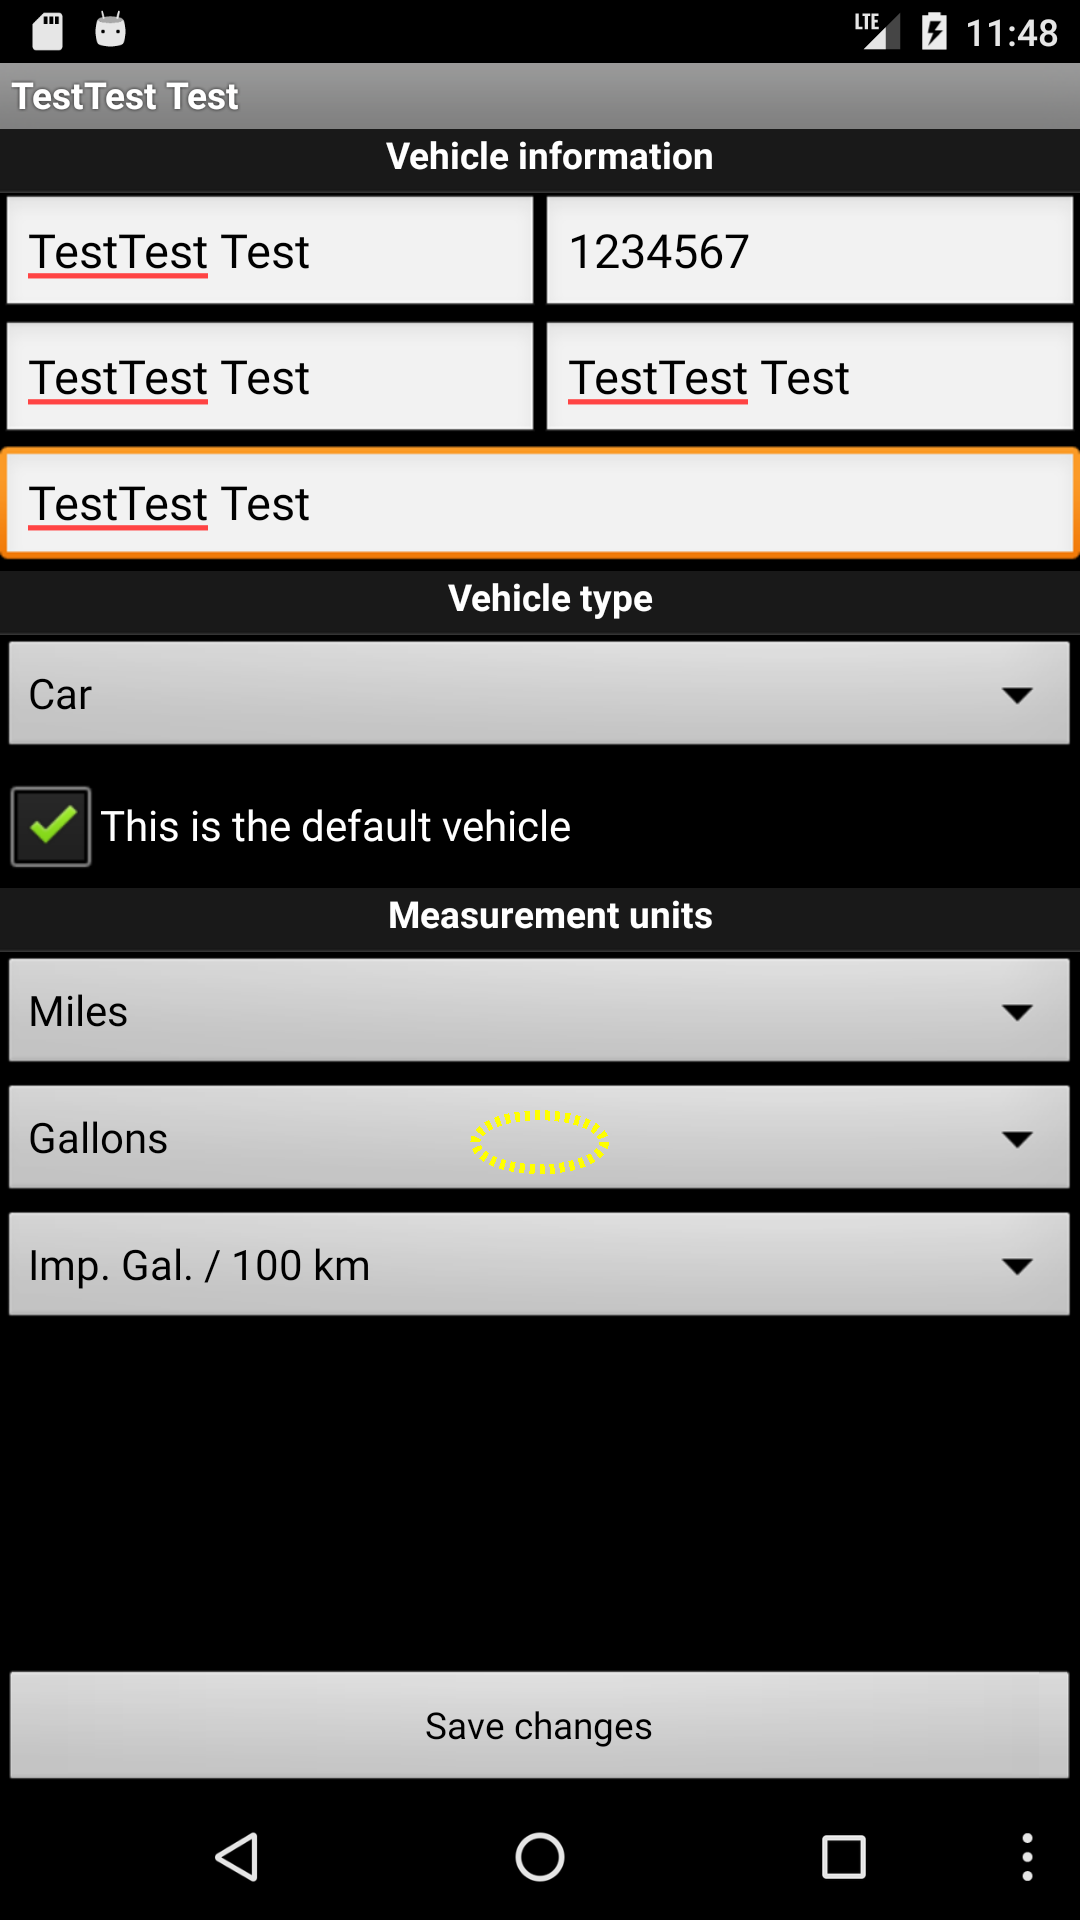 LTE 11:48
TestTest Test
Vehicle information
TestTest Test 1234567
TestTest Test TestTest Test
TestTest Test
Vehicle type
Car
This is the default vehicle
Measurement units
Miles
Gallons
Imp. Gal. / 100 km
Save changes